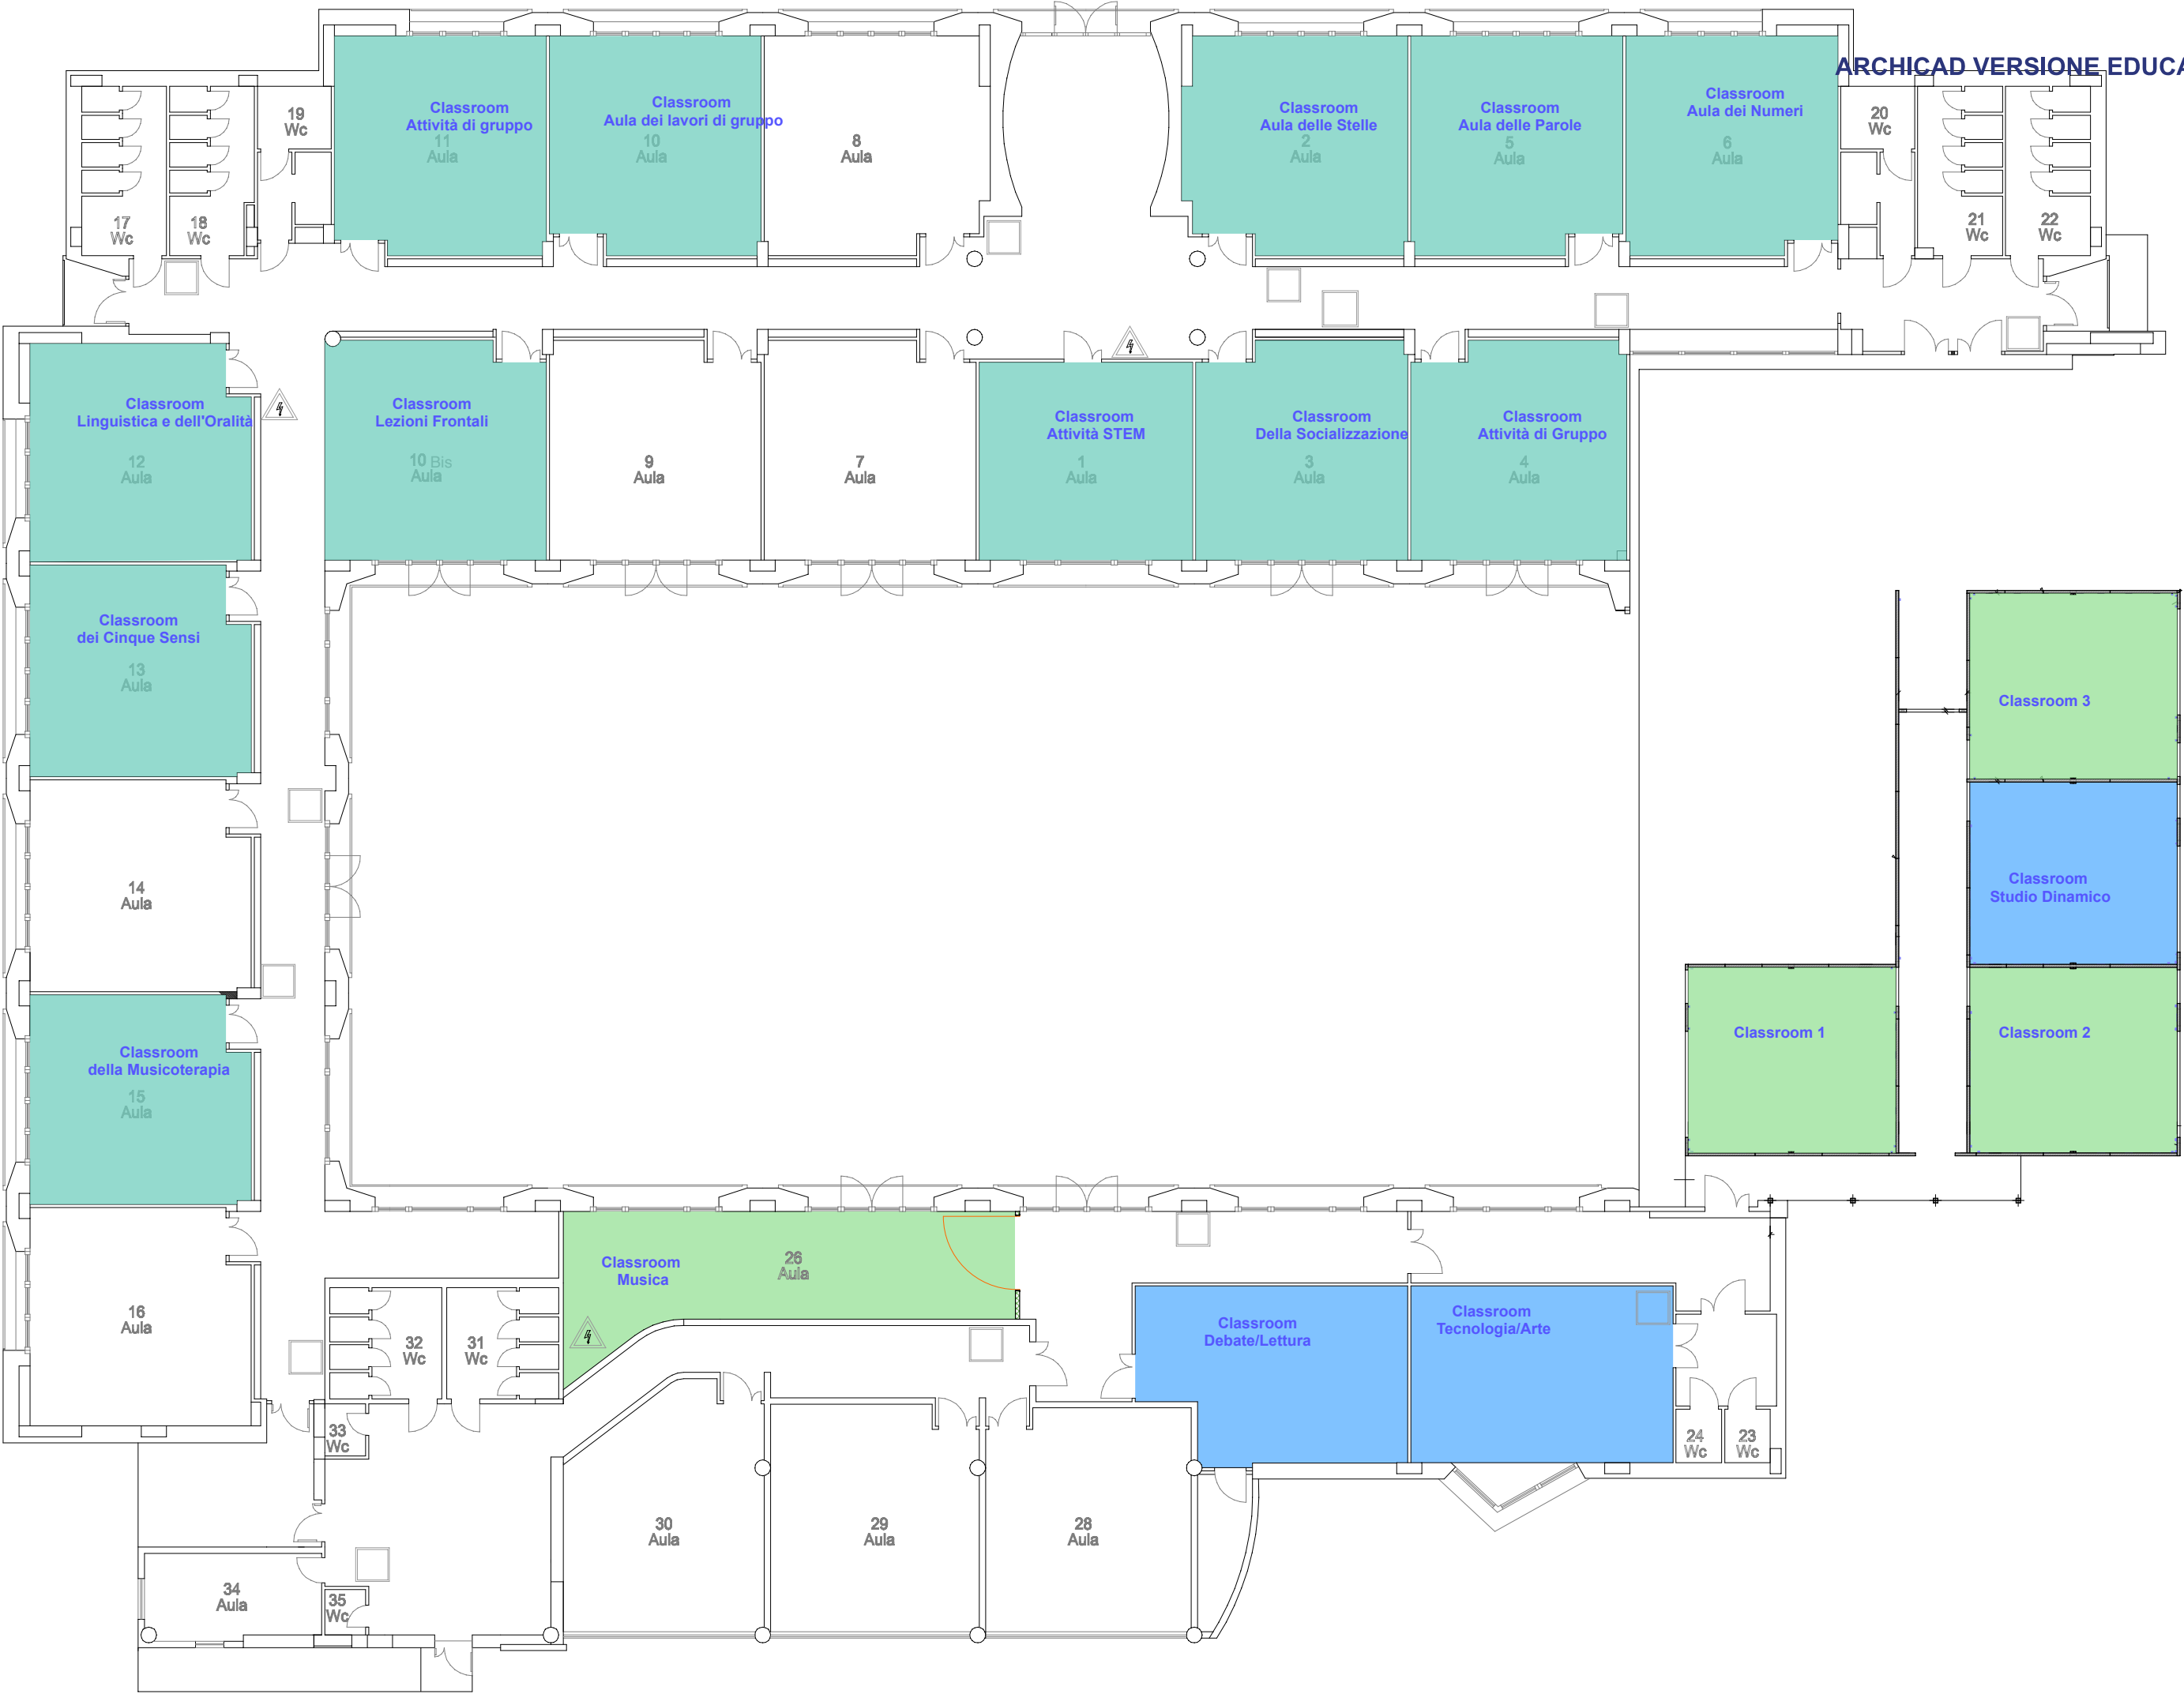 ARCHICAD VERSIONE EDUCA
19
Wc
Classroom
Attività di gruppo
11
Aula
Classroom
Aula dei lavori di gruppo
10
Aula
8
Aula
Classroom
Aula delle Stelle
2
Aula
Classroom
Aula delle Parole
5
Aula
Classroom
Aula dei Numeri
6
Aula
20
Wc
17
Wc
18
Wc
21
Wc
22
Wc
Classroom
Linguistica e dell'Oralità
12
Aula
Classroom
Lezioni Frontali
10 Bis
Aula
9
Aula
7
Aula
Classroom
Attività STEM
1
Aula
Classroom
Della Socializzazione
3
Aula
Classroom
Attività di Gruppo
4
Aula
Classroom
dei Cinque Sensi
13
Aula
Classroom 3
14
Aula
Classroom
Studio Dinamico
Classroom
della Musicoterapia
15
Aula
Classroom 1
Classroom 2
Classroom
Musica
26
Aula
16
Aula
32
Wc
31
Wc
Classroom
Debate/Lettura
Classroom
Tecnologia/Arte
33
Wc
24
Wc
23
Wc
30
Aula
29
Aula
28
Aula
34
Aula
35
Wc